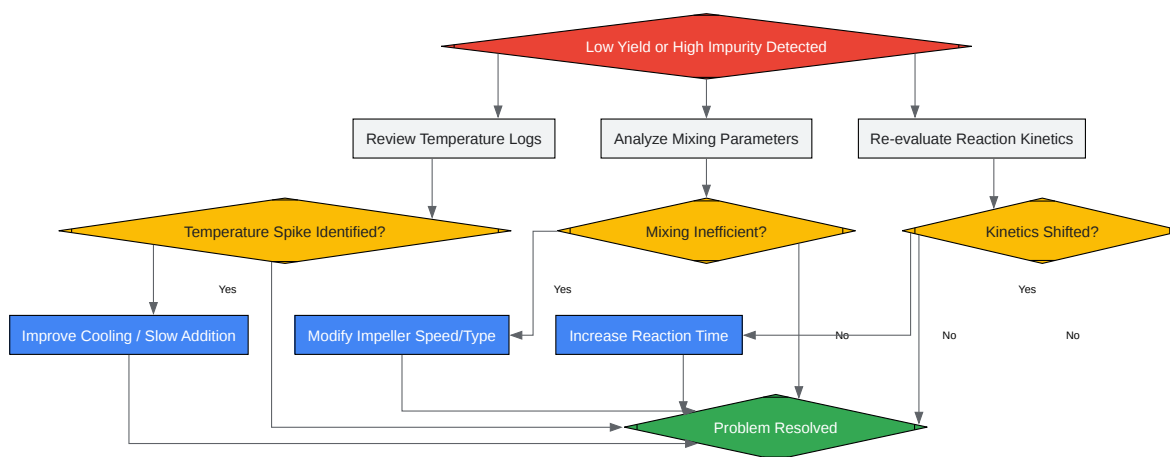 Low Yield or High Impurity Detected
Review Temperature Logs
Analyze Mixing Parameters
Re-evaluate Reaction Kinetics
Temperature Spike Identified?
Mixing Inefficient?
Kinetics Shifted?
Yes
Yes
Yes
Improve Cooling / Slow Addition
Modify Impeller Speed/Type
Increase Reaction Time
No
No
No
Problem Resolved